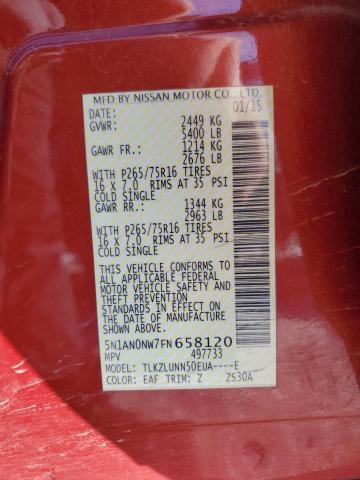 MFD BY NISSAN MOTOR CO., LTD.
DATE: 01/15
GVWR: 2449 KG
5400 LB
GAWR FR.: 1214 KG
2676 LB
WITH P265/75R16 TIRES
16 X 7.0 RIMS AT 35 PSI
COLD SINGLE
GAWR RR.: 1344 KG
2963 LB
WITH P265/75R16 TIRES
16 X 7.0 RIMS AT 35 PSI
COLD SINGLE
THIS VEHICLE CONFORMS TO
ALL APPLICABLE FEDERAL
MOTOR VEHICLE SAFETY
AND THEFT PREVENTION
STANDARDS IN EFFECT ON
THE DATE OF MANUFACTURE
SHOWN ABOVE.
5N1AN0NW7FN658120
MPV 497733
MODEL: TLKZLUNN50EUA----E
COLOR: EAF TRIM: Z ZS30A